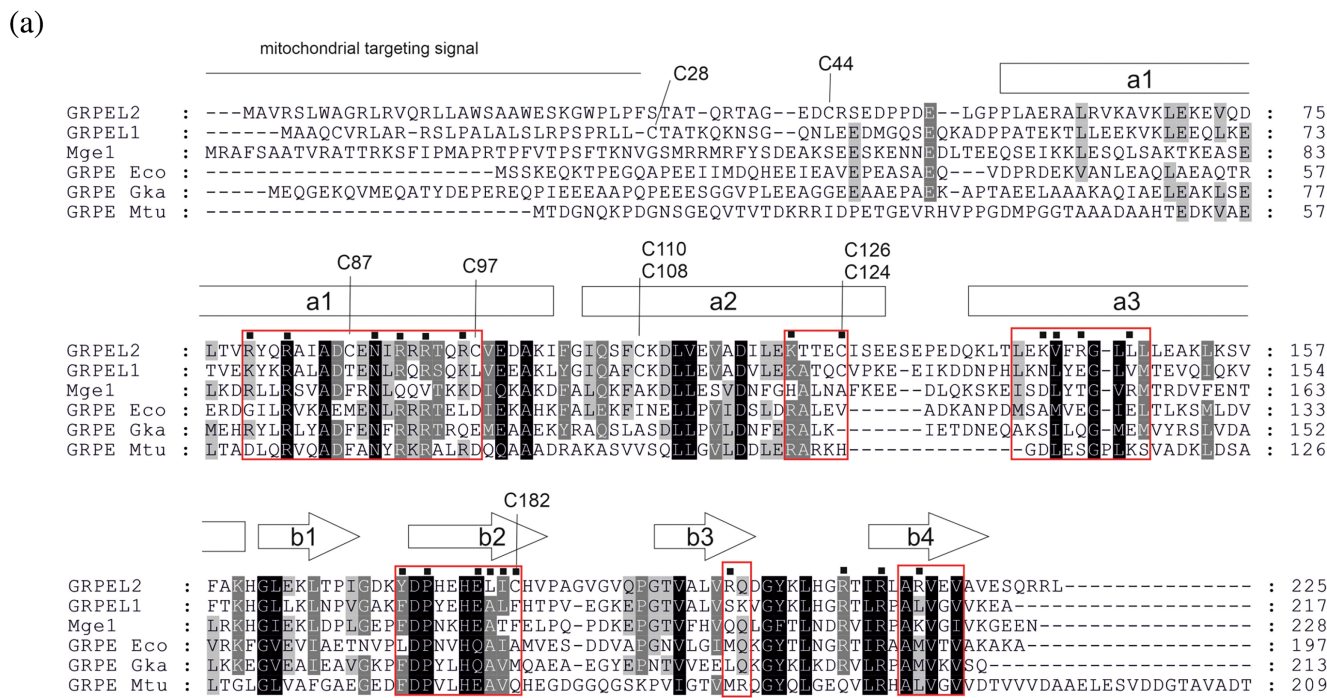 (a)
mitochondrial targeting signal
C28
C44
a1
GRPEL2 : ---MAVRSLWAGRLRVQRLLAWSAAWESKGWPLPFSTAT-QRTAG--EDCRSEDPPDE--LGPPLAERALRVKAVKLEKEVQD : 75
GRPEL1 : ------MAAQCVRLAR-RSLPALALSLRPSPRLL-CTATKQKNSG--QNLEEDMGQSEQKADPPATEKTLLEEKVKLEEQLKE : 73
Mge1 : MRAFSAATVRATTRKSFIPMAPRTPFVTPSFTKNVGSMRRMRFYSDEAKSEESKENNEDLTEEQSEIKKLESQLSAKTKEASE : 83
GRPE Eco : -----------------------MSSKEQKTPEGQAPEEIIMDQHEEIEAVEPEASAEQ---VDPRDEKVANLEAQLAEAQTR : 57
GRPE Gka : -----MEQGEKQVMEQATYDEPEREQPIEEEAAQPEEESGGVPLEEAGGEEAAEPAEK-APTAEELAAAKAQIAELEAKLSE : 77
GRPE Mtu : --------------------------MTDGNQKPDGNSGEQVTVTDKRRIDPETGEVRHVPPGDMPGGTAAADAAHTEDKVAE : 57
C87
C97
C110
C108
C126
C124
a1
a2
a3
GRPEL2 : LTVRYQRAIADCENIRRRTQRCVEDAKIFGIQSFCKDLVEVADILEKTTECISEESEPEDQKLTLEKVFRG-LLLLEAKLKSV : 157
GRPEL1 : TVEKYKRALADTENLRQRSQKLVEEAKLYGIQAFCKDLLEVADVLEKATQCVPKEE-IKDDNPHLKNLYEG-LVMTEVQIQKV : 154
Mge1 : LKDRLLRSVADFRNLQQVTKKDIQKAKDFALQKFAKDLLESVDNFGHALNAFKEE--DLQKSKEISDLYTG-VRMTRDVFENT : 163
GRPE Eco : ERDGILRVKAEMENLRRRTELDIEKAHKFALEKFINELLPVIDSLDRALEV-------ADKANPDMSAMVEG-IELTLKSMLDV : 133
GRPE Gka : MEHRYLRLYADFENFRRRTRQEMEAAEKYRAQSLASDLLPVLDNFERALK-------IETDNEQAKSILQG-MEMVYRSLVDA : 152
GRPE Mtu : LTADLQRVQADFANYRKRALRDQQAAADRAKASVVSQLLGVLDDLERARKH--------------GDLESGPLKSVADKLDSA : 126
C182
b1
b2
b3
b4
GRPEL2 : FAKHGLEKLTPIGDKYDPHEHELICHVPAGVGVQPGTVALVRQDGYKLHGRTIRLARVEVAVESQRRL---------------- : 225
GRPEL1 : FTKHGLLKLNPVGAKFDPYEHEALFHTPV-EGKEPGTVALVSKVGYKLHGRTLRPALVGVVKEA-------------------- : 217
Mge1 : LRKHGIEKLDPLGEPFDPNKHEATFELPQ-PDKEPGTVFHVQQLGFTLNDRVIRPAKVGIVKGEEN------------------ : 228
GRPE Eco : VRKFGVEVIAETNVPLDPNVHQAIAMVES-DDVAPGNVLGIMQKGYTLNGRTIRAAMVTVAKAKA------------------- : 197
GRPE Gka : LKKEGVEAIEAVGKPFDPYLHQAVMQAEA-EGYEPNTVVEELQKGYKLKDRVLRPAMVKVSQ---------------------- : 213
GRPE Mtu : LTGLGLVAFGAEGEDFDPVLHEAVQHEGDGGQGSKPVIGTVMRQGYQLGEQVLRHALVGVVDTVVVDAAELESVDDGTAVADT : 209